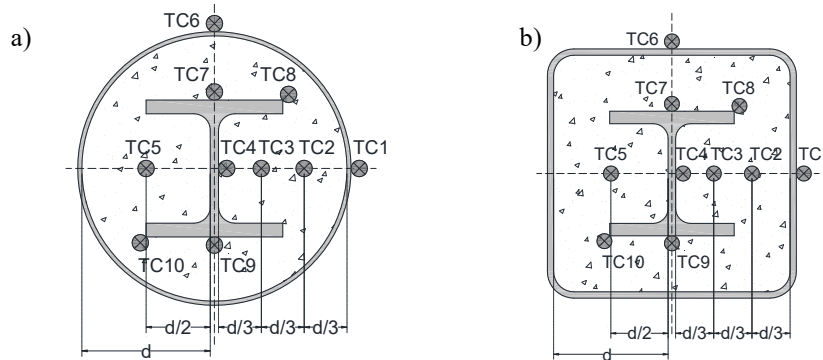 a)
TC6
TC7
TC8
TC5
TC4
TC3
TC2
TC1
TC10
TC9
d/2
d/3
d/3
d/3
d
b)
TC6
TC7
TC8
TC5
TC4
TC3
TC2
TC
TC10
TC9
d/2
d/3
d/3
d/3
d